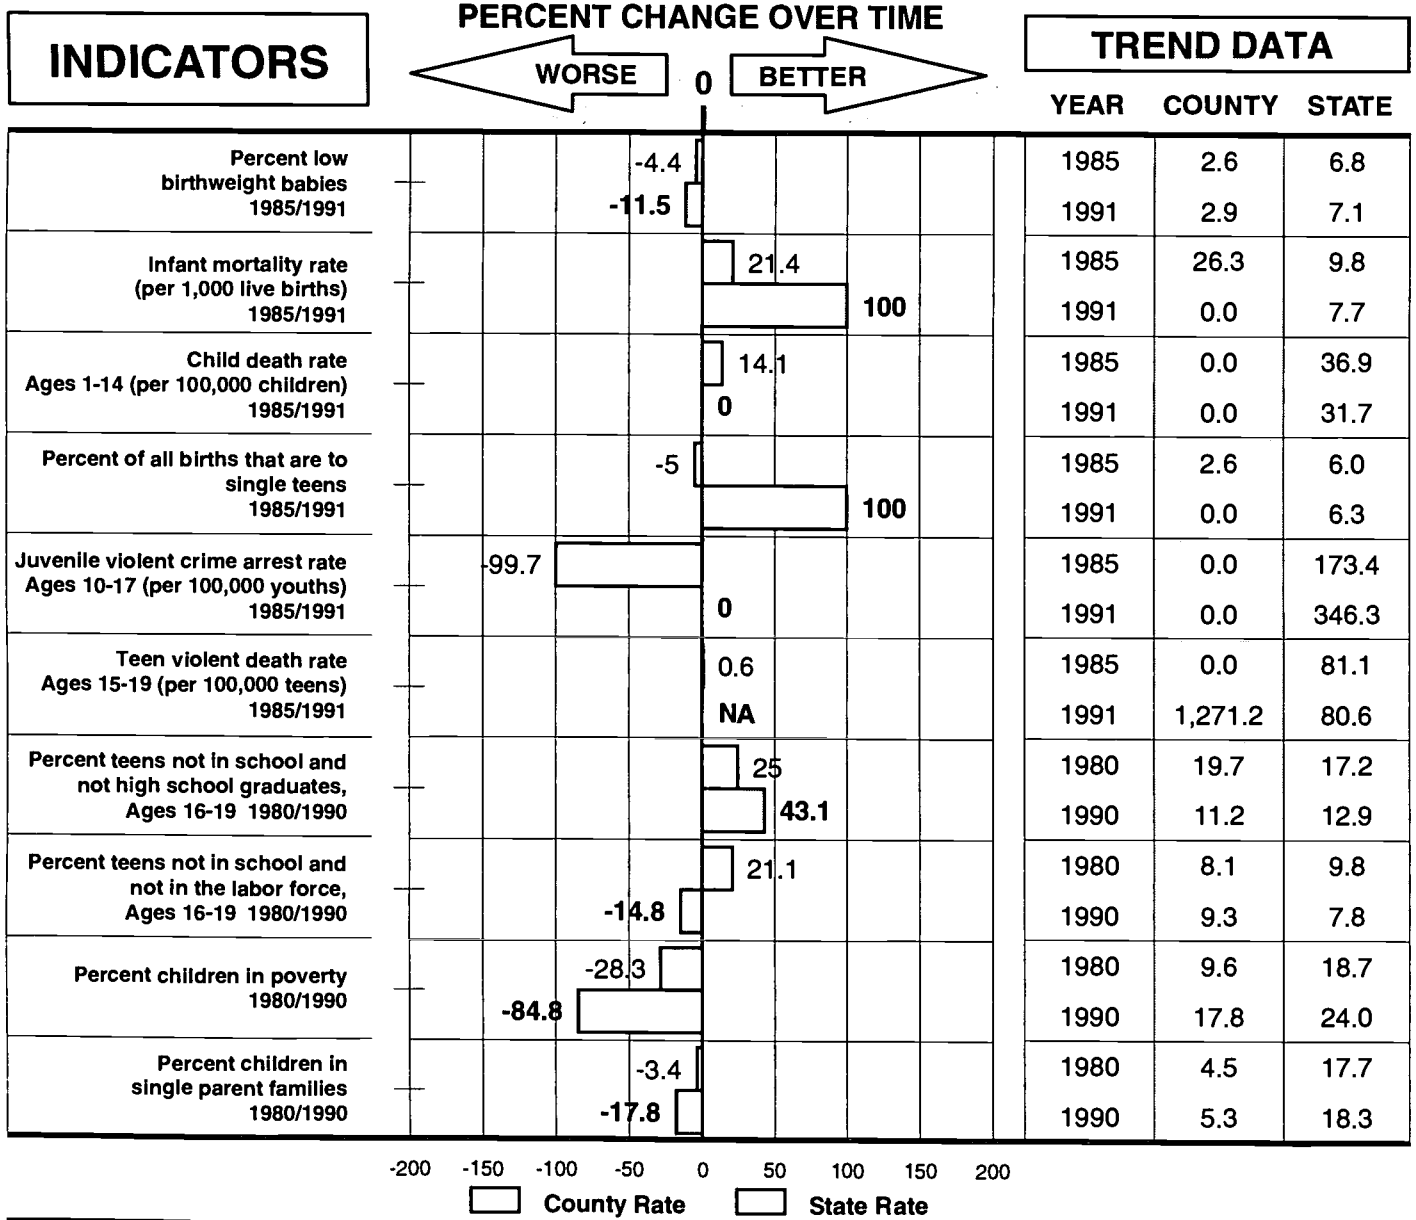 PERCENT CHANGE OVER TIME
INDICATORS
WORSE
0
BETTER
TREND DATA
YEAR COUNTY STATE
Percent low
birthweight babies
1985/1991
-4.4
-11.5
1985 2.6 6.8
1991 2.9 7.1
Infant mortality rate
(per 1,000 live births)
1985/1991
21.4
100
1985 26.3 9.8
1991 0.0 7.7
Child death rate
Ages 1-14 (per 100,000 children)
1985/1991
14.1
0
1985 0.0 36.9
1991 0.0 31.7
Percent of all births that are to
single teens
1985/1991
-5
100
1985 2.6 6.0
1991 0.0 6.3
Juvenile violent crime arrest rate
Ages 10-17 (per 100,000 youths)
1985/1991
-99.7
0
1985 0.0 173.4
1991 0.0 346.3
Teen violent death rate
Ages 15-19 (per 100,000 teens)
1985/1991
0.6
NA
1985 0.0 81.1
1991 1,271.2 80.6
Percent teens not in school and
not high school graduates,
Ages 16-19 1980/1990
25
43.1
1980 19.7 17.2
1990 11.2 12.9
Percent teens not in school and
not in the labor force,
Ages 16-19 1980/1990
21.1
-14.8
1980 8.1 9.8
1990 9.3 7.8
Percent children in poverty
1980/1990
-28.3
-84.8
1980 9.6 18.7
1990 17.8 24.0
Percent children in
single parent families
1980/1990
-3.4
-17.8
1980 4.5 17.7
1990 5.3 18.3
-200 -150 -100 -50 0 50 100 150 200
County Rate State Rate